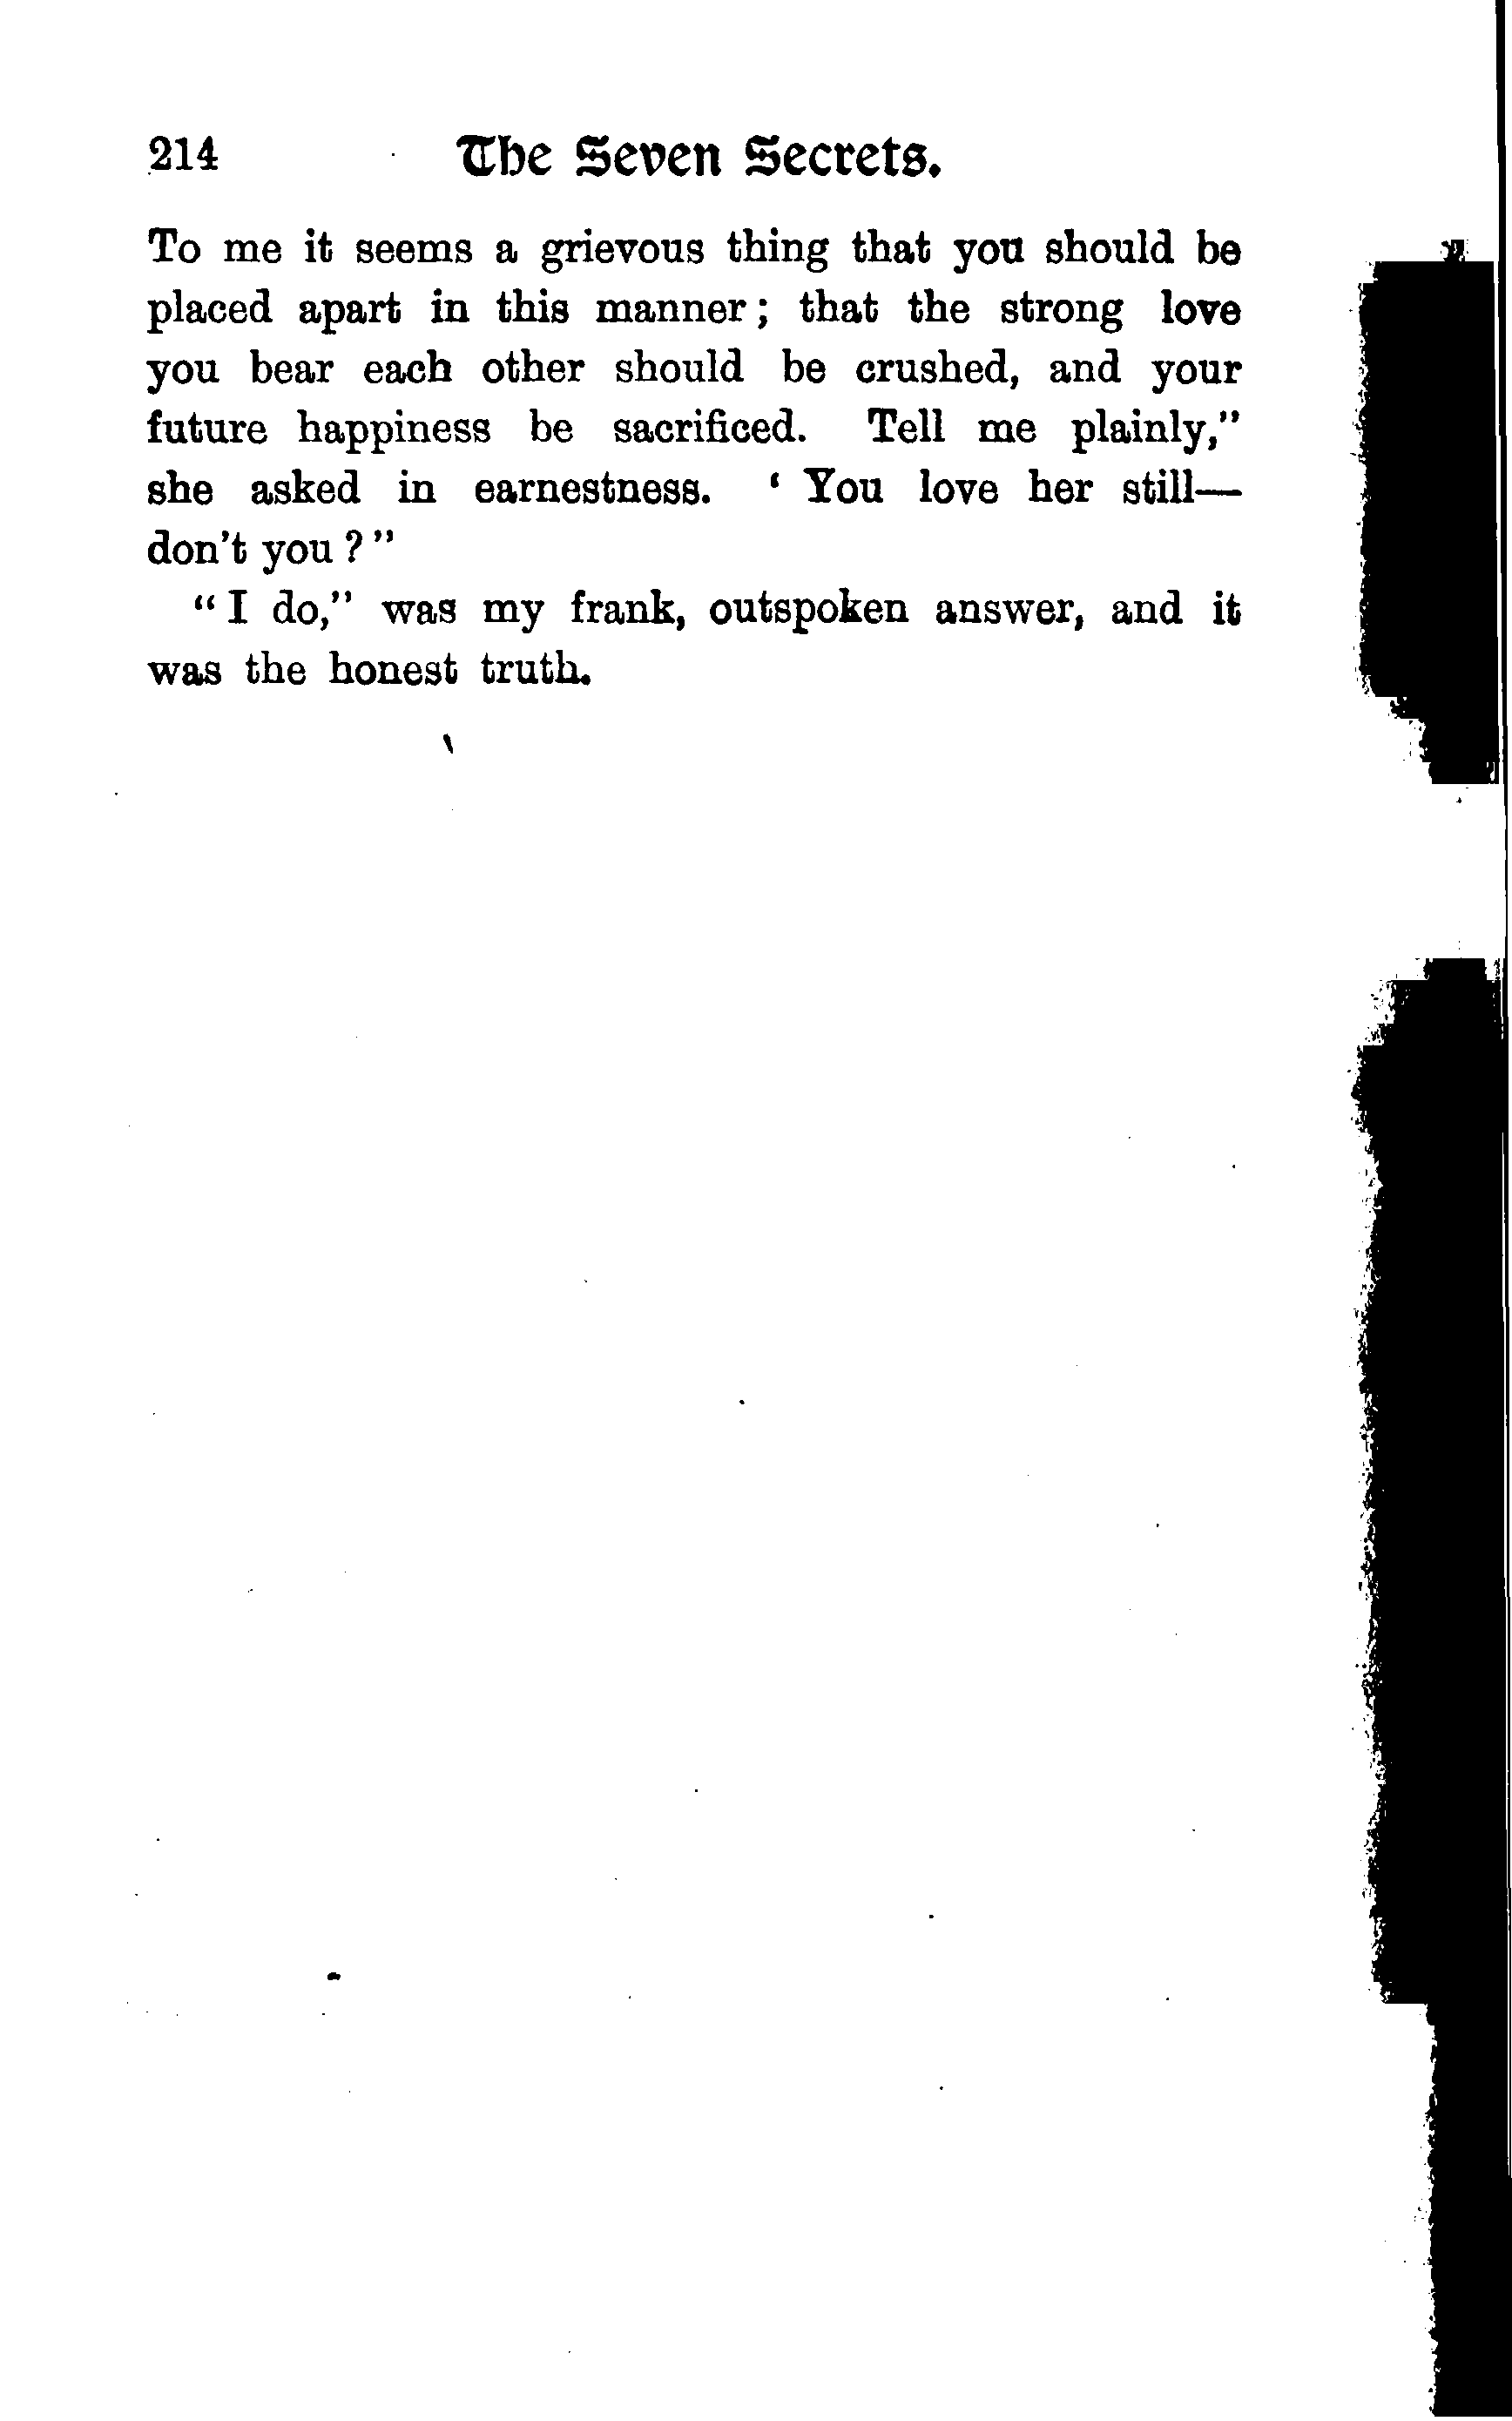 214 The Seven Secrets.
To me it seems a grievous thing that you should be
placed apart in this manner; that the strong love
you bear each other should be crushed, and your
future happiness be sacrificed. Tell me plainly,"
she asked in earnestness. ‘ You love her still—
don't you?"
"I do," was my frank, outspoken answer, and it
was the honest truth.